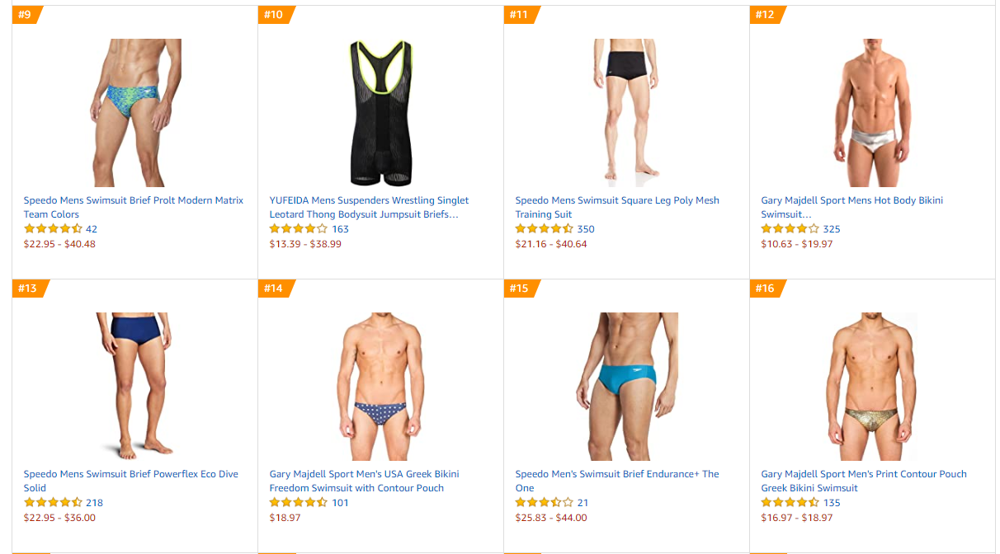 #9
#10
#11
#12
Speedo Mens Swimsuit Brief Prolt Modern Matrix
Team Colors
42
$22.95 - $40.48
YUFEIDA Mens Suspenders Wrestling Singlet
Leotard Thong Bodysuit Jumpsuit Briefs…
163
$13.39 - $38.99
Speedo Mens Swimsuit Square Leg Poly Mesh
Training Suit
350
$21.16 - $40.64
Gary Majdell Sport Mens Hot Body Bikini
Swimsuit…
325
$10.63 - $19.97
#13
#14
#15
#16
Speedo Mens Swimsuit Brief Powerflex Eco Dive
Solid
218
$22.95 - $36.00
Gary Majdell Sport Men's USA Greek Bikini
Freedom Swimsuit with Contour Pouch
101
$18.97
Speedo Men's Swimsuit Brief Endurance+ The
One
21
$25.83 - $44.00
Gary Majdell Sport Men's Print Contour Pouch
Greek Bikini Swimsuit
135
$16.97 - $18.97